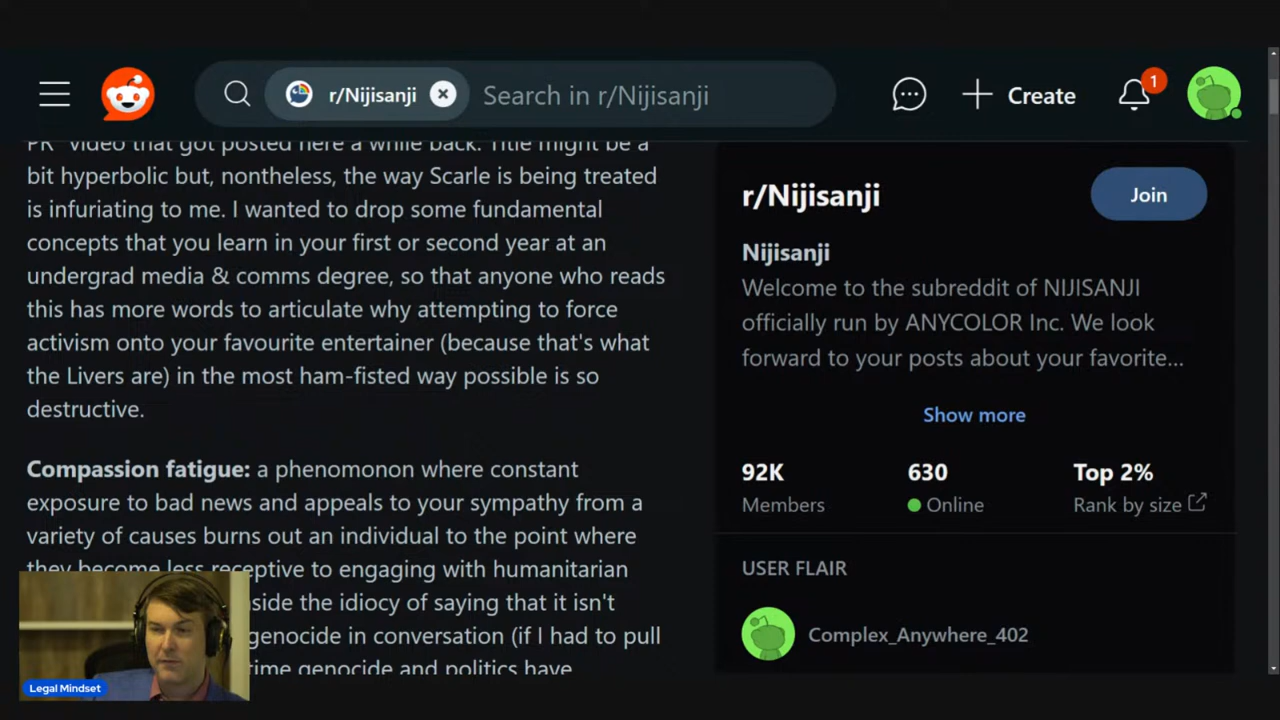 r/Nijisanji
Search in r/Nijisanji
Create
1
PR" video that got posted here a while back. Title might be a
bit hyperbolic but, nontheless, the way Scarle is being treated
is infuriating to me. I wanted to drop some fundamental
concepts that you learn in your first or second year at an
undergrad media & comms degree, so that anyone who reads
this has more words to articulate why attempting to force
activism onto your favourite entertainer (because that's what
the Livers are) in the most ham-fisted way possible is so
destructive.
Compassion fatigue: a phenomonon where constant
exposure to bad news and appeals to your sympathy from a
variety of causes burns out an individual to the point where
they become less receptive to engaging with humanitarian
side the idiocy of saying that it isn't
genocide in conversation (if I had to pull
time genocide and politics have
r/Nijisanji
Join
Nijisanji
Welcome to the subreddit of NIJISANJI
officially run by ANYCOLOR Inc. We look
forward to your posts about your favorite...
Show more
92K
630
Top 2%
Members
Online
Rank by size
USER FLAIR
Complex_Anywhere_402
Legal Mindset